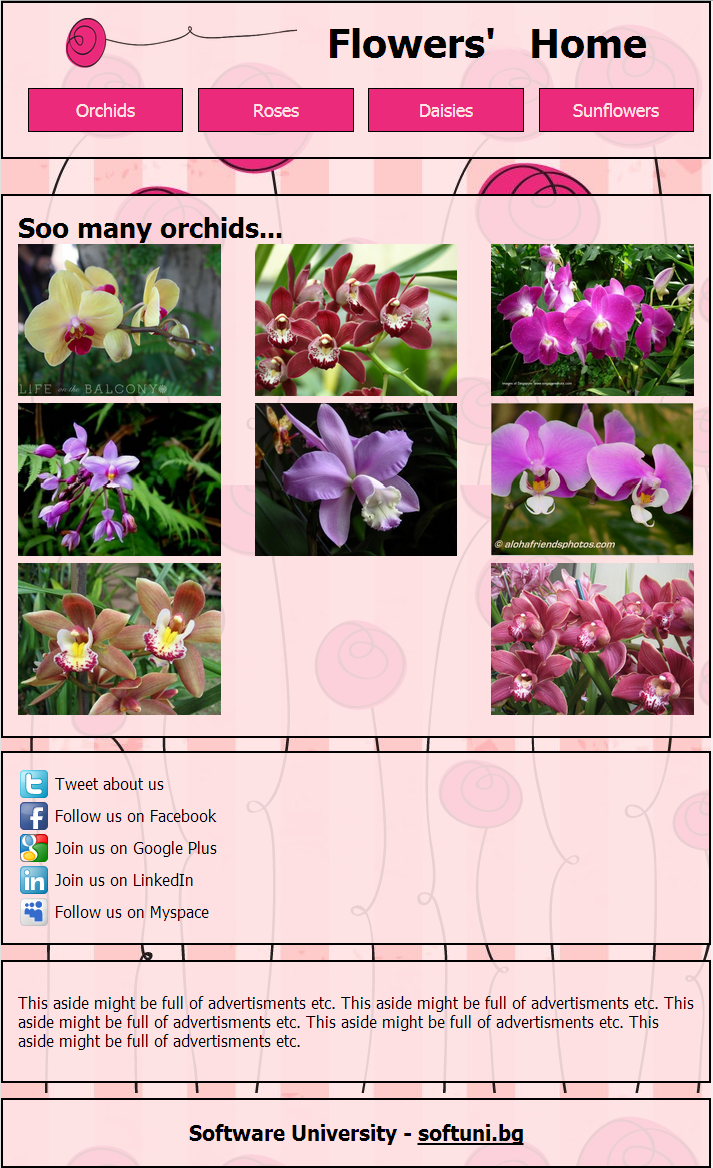 Flowers' Home
Orchids
Roses
Daisies
Sunflowers
Soo many orchids...
LIFE on the BALCONY
© alohafriendsphotos.com
Tweet about us
Follow us on Facebook
Join us on Google Plus
Join us on LinkedIn
Follow us on Myspace
This aside might be full of advertisments etc. This aside might be full of advertisments etc. This
aside might be full of advertisments etc. This aside might be full of advertisments etc. This
aside might be full of advertisments etc.
Software University - softuni.bg